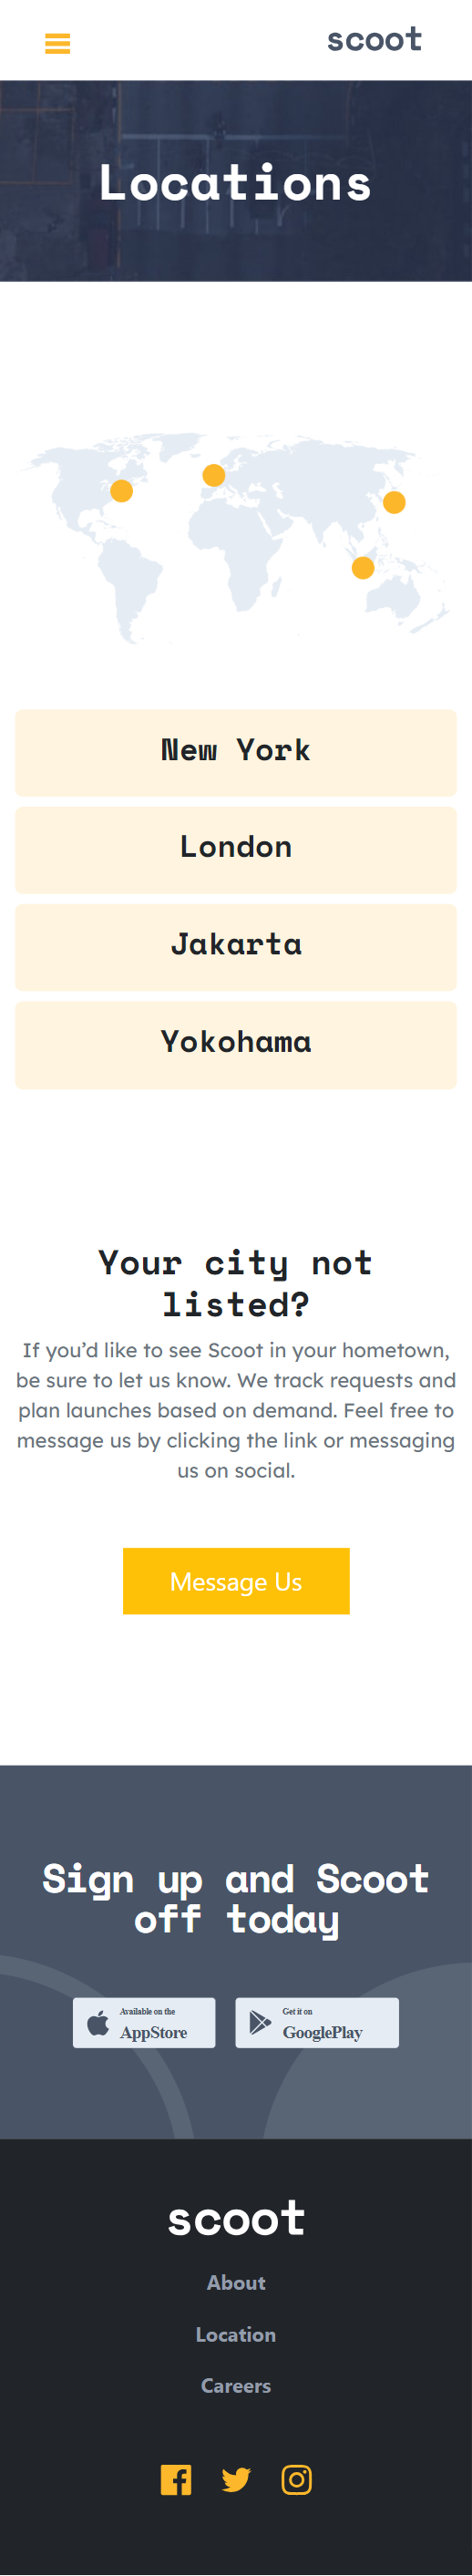 scoot
Locations
New York
London
Jakarta
Yokohama
Your city not
listed?
If you’d like to see Scoot in your hometown,
be sure to let us know. We track requests and
plan launches based on demand. Feel free to
message us by clicking the link or messaging
us on social.
Message Us
Sign up and Scoot
off today
Available on the
AppStore
Get it on
GooglePlay
scoot
About
Location
Careers